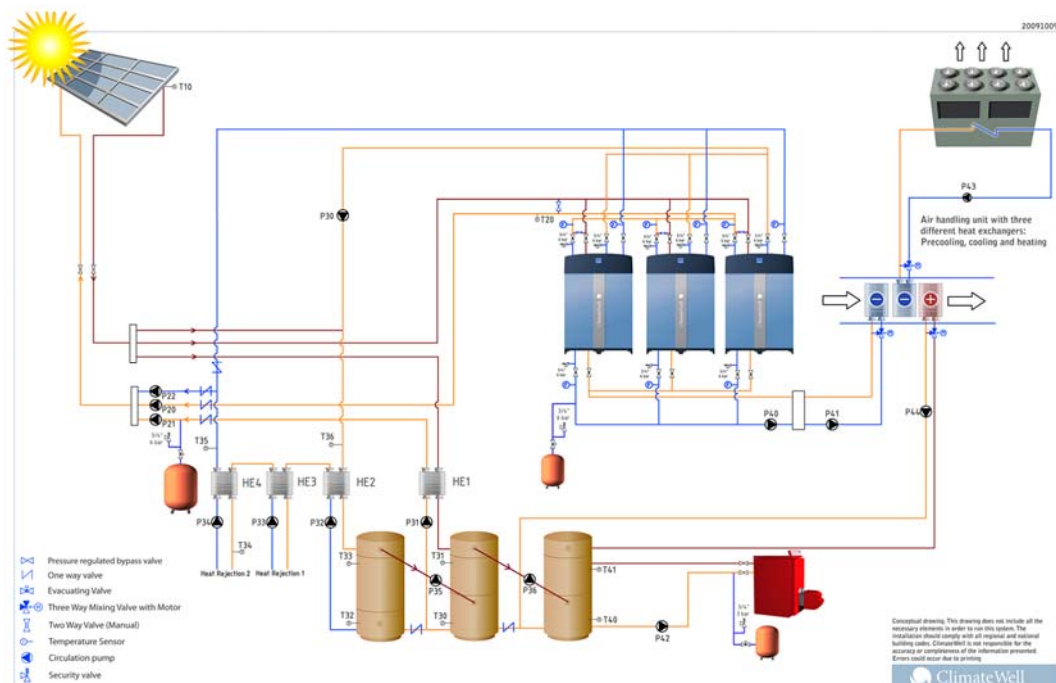 20091009
T10
P30
T20
P43
Air handling unit with three
different heat exchangers:
Precooling, cooling and heating
P22
P20
P21
3/4"
6 bar
T35
T36
P40
P41
P44
HE4
HE3
HE2
HE1
P34
P33
P32
P31
T34
Heat Rejection 2
Heat Rejection 1
T33
T31
P35
P36
T41
T32
T30
T40
P42
Pressure regulated bypass valve
One way valve
Evacuating Valve
Three Way Mixing Valve with Motor
Two Way Valve (Manual)
Temperature Sensor
Circulation pump
Security valve
Conceptual drawing. This drawing does not include all the
necessary elements in order to run this system. The
installation should comply with all regional and national
building codes. ClimateWell is not responsible for the
accuracy or completeness of the information presented.
Errors could occur due to printing
ClimateWell